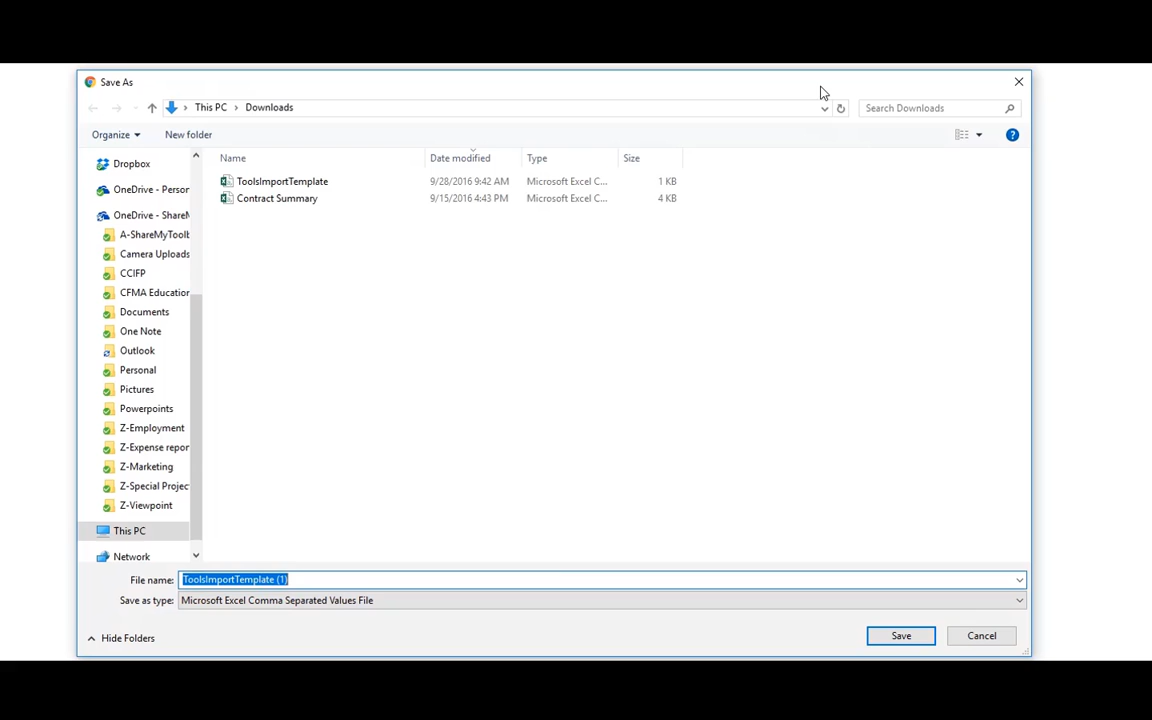 Save As
This PC > Downloads
Search Downloads
Organize
New folder
Name
Date modified
Type
Size
ToolsImportTemplate
9/28/2016 9:42 AM
Microsoft Excel C...
1 KB
Contract Summary
9/15/2016 4:43 PM
Microsoft Excel C...
4 KB
Dropbox
OneDrive - Person
OneDrive - ShareM
A-ShareMyToolb
Camera Uploads
CCIFP
CFMA Education
Documents
One Note
Outlook
Personal
Pictures
Powerpoints
Z-Employment
Z-Expense repor
Z-Marketing
Z-Special Projec
Z-Viewpoint
This PC
Network
File name:
ToolsImportTemplate (1)
Save as type:
Microsoft Excel Comma Separated Values File
Hide Folders
Save
Cancel